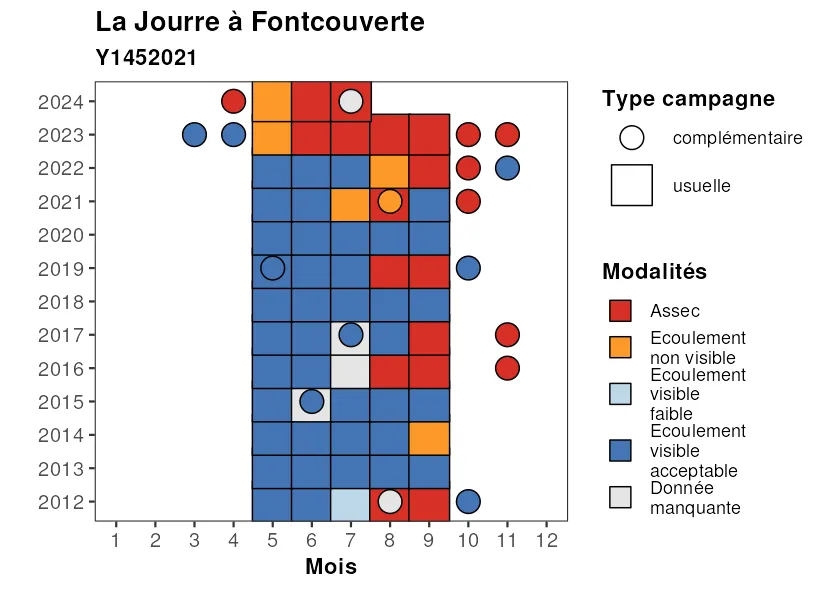 La Jourre à Fontcouverte
Y1452021
2024
2023
2022
2021
2020
2019
2018
2017
2016
2015
2014
2013
2012
1 2 3 4 5 6 7 8 9 10 11 12
Mois
Type campagne
complémentaire
usuelle
Modalités
Assec
Ecoulement
non visible
Ecoulement
visible
faible
Ecoulement
visible
acceptable
Donnée
manquante